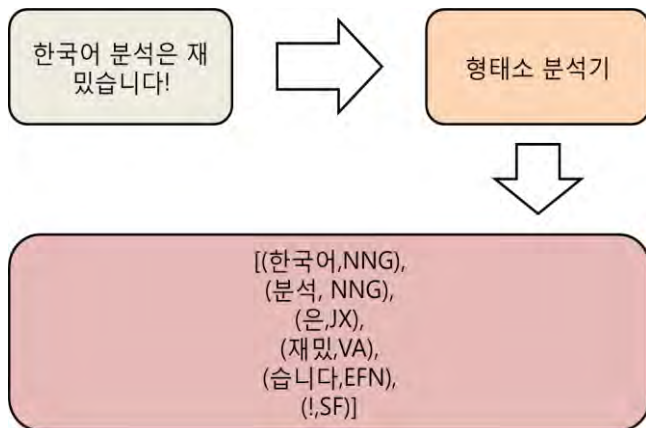 한국어 분석은 재
밌습니다!
형태소 분석기
[(한국어,NNG),
(분석, NNG),
(은,JX),
(재밌,VA),
(습니다,EFN),
(!,SF)]